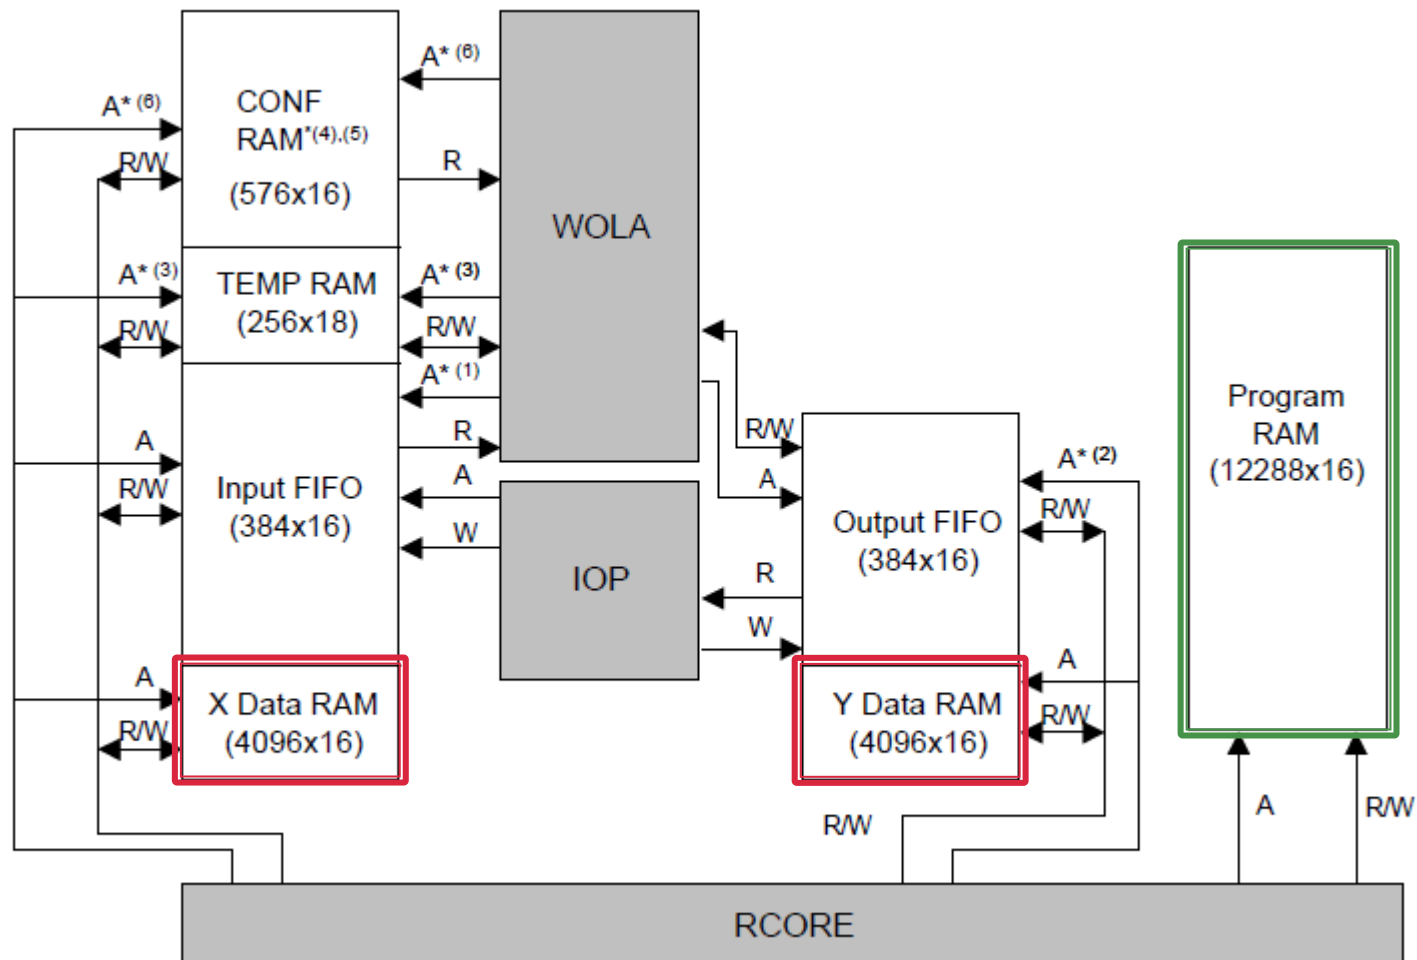 A* (6)
CONF
RAM*(4),(5)
(576x16)
A* (6)
R/W
R
WOLA
A* (3)
TEMP RAM
(256x18)
A* (3)
R/W
R/W
A* (1)
A
R
Input FIFO
(384x16)
R/W
A
W
IOP
R/W
A
Output FIFO
(384x16)
A* (2)
R/W
R
W
Program
RAM
(12288x16)
A
X Data RAM
(4096x16)
R/W
Y Data RAM
(4096x16)
A
R/W
R/W
A
R/W
RCORE